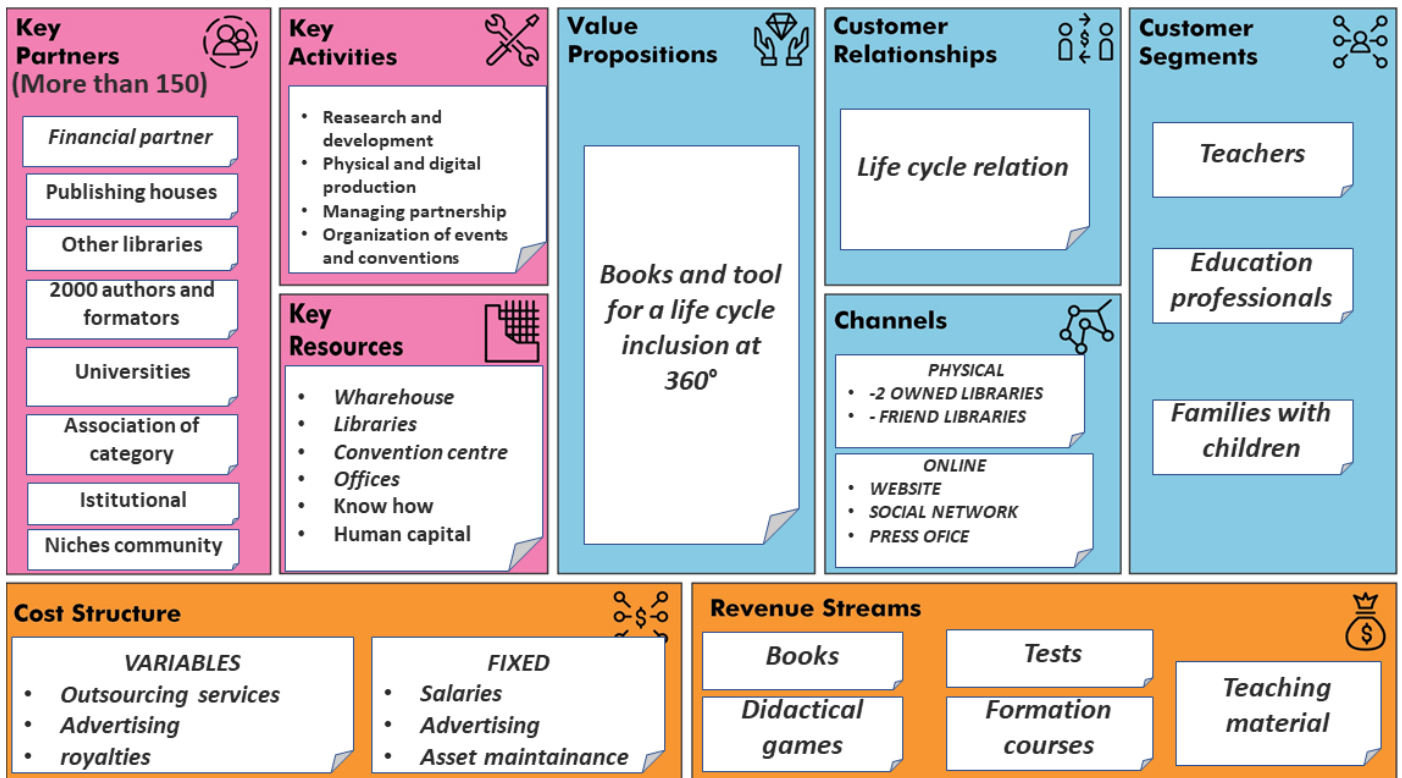 Key
Partners
(More than 150)
Financial partner
Publishing houses
Other libraries
2000 authors and
formators
Universities
Association of
category
Istitutional
Niches community
Key
Activities
• Reasearch and
development
• Physical and digital
production
• Managing partnership
• Organization of events
and conventions
Key
Resources
• Wharehouse
• Libraries
• Convention centre
• Offices
• Know how
• Human capital
Value
Propositions
Books and tool
for a life cycle
inclusion at
360°
Customer
Relationships
Life cycle relation
Channels
PHYSICAL
• -2 OWNED LIBRARIES
• - FRIEND LIBRARIES
ONLINE
• WEBSITE
• SOCIAL NETWORK
• PRESS OFICE
Customer
Segments
Teachers
Education
professionals
Families with
children
Cost Structure
VARIABLES
• Outsourcing services
• Advertising
• royalties
FIXED
• Salaries
• Advertising
• Asset maintainance
Revenue Streams
Books
Didactical
games
Tests
Formation
courses
Teaching
material